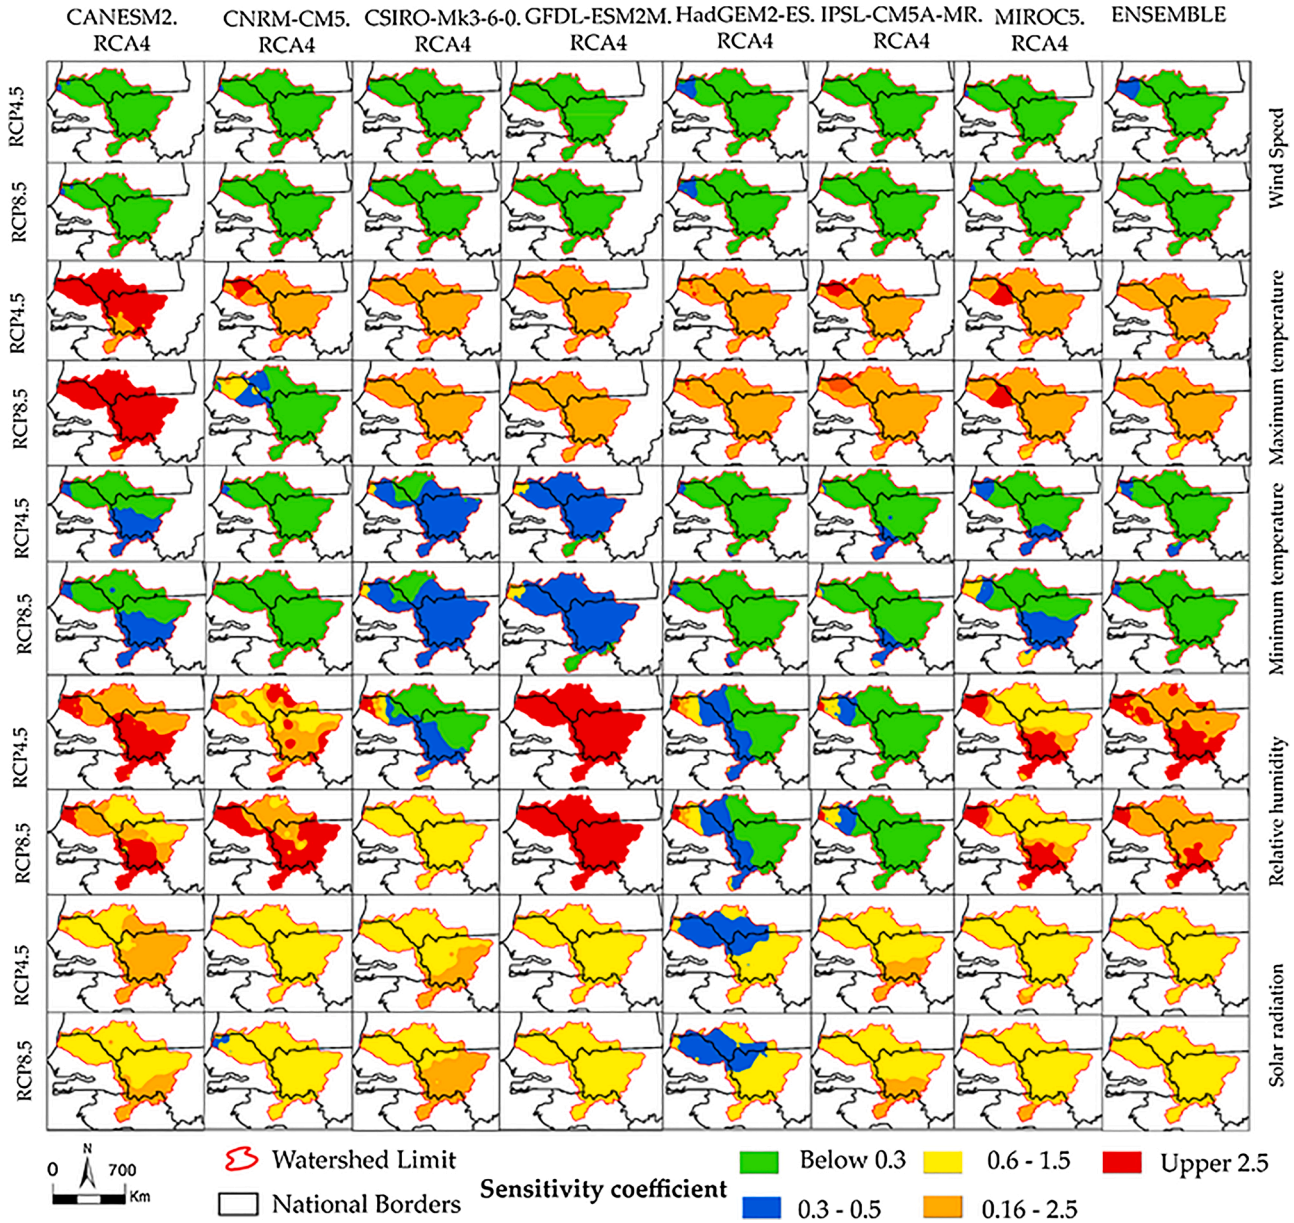 CANESM2. CNRM-CM5. CSIRO-Mk3-6-0. GFDL-ESM2M. HadGEM2-ES. IPSL-CM5A-MR. MIROC5. ENSEMBLE
RCA4 RCA4 RCA4 RCA4 RCA4 RCA4 RCA4
RCP4.5
RCP8.5
Wind Speed
RCP4.5
RCP8.5
Maximum temperature
RCP4.5
RCP8.5
Minimum temperature
RCP4.5
RCP8.5
Relative humidity
RCP4.5
RCP8.5
Solar radiation
N
0 700
Km
Watershed Limit
National Borders
Sensitivity coefficient
Below 0.3
0.3 - 0.5
0.6 - 1.5
0.16 - 2.5
Upper 2.5